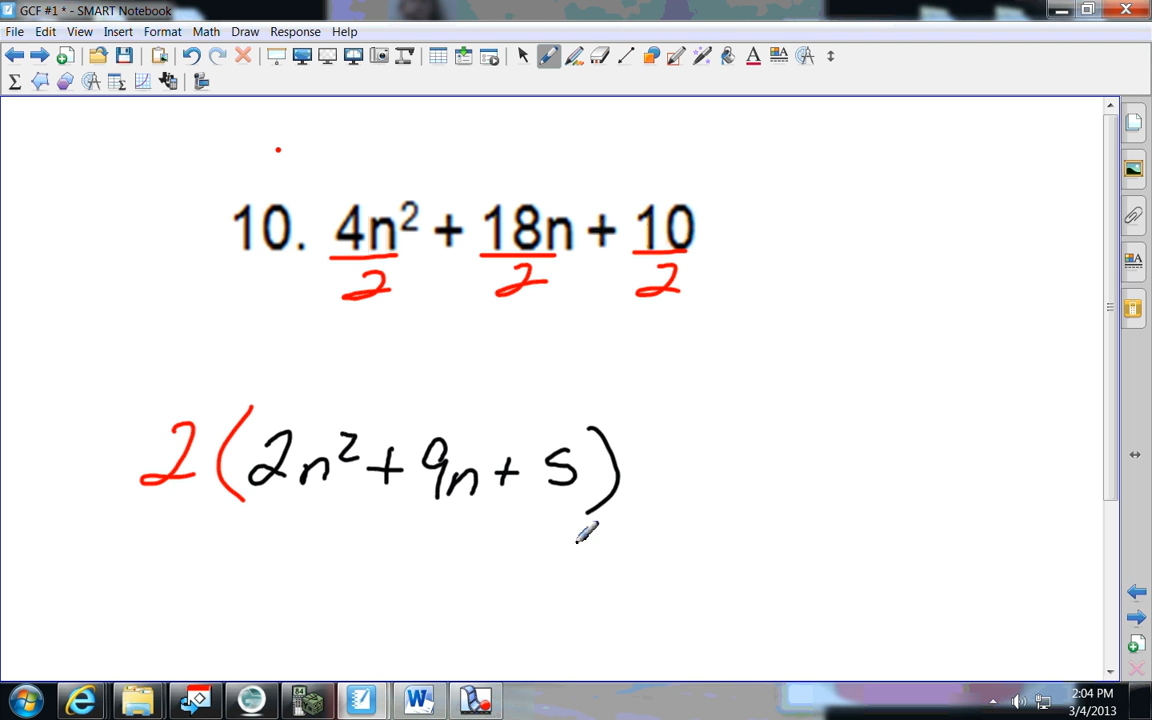 GCF #1 * - SMART Notebook
File Edit View Insert Format Math Draw Response Help
10. 4n² + 18n + 10
2 2 2
2 ( 2n² + 9n + 5 )
2:04 PM
3/4/2013